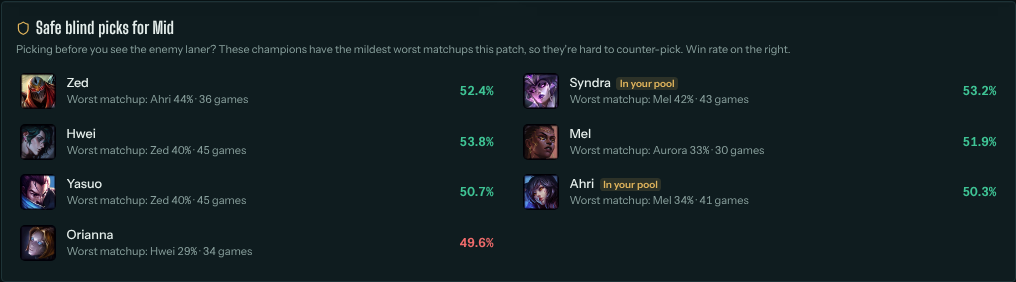 Safe blind picks for Mid
Picking before you see the enemy laner? These champions have the mildest worst matchups this patch, so they're hard to counter-pick. Win rate on the right.
Zed
Worst matchup: Ahri 44% · 36 games
52.4%
Syndra In your pool
Worst matchup: Mel 42% · 43 games
53.2%
Hwei
Worst matchup: Zed 40% · 45 games
53.8%
Mel
Worst matchup: Aurora 33% · 30 games
51.9%
Yasuo
Worst matchup: Zed 40% · 45 games
50.7%
Ahri In your pool
Worst matchup: Mel 34% · 41 games
50.3%
Orianna
Worst matchup: Hwei 29% · 34 games
49.6%